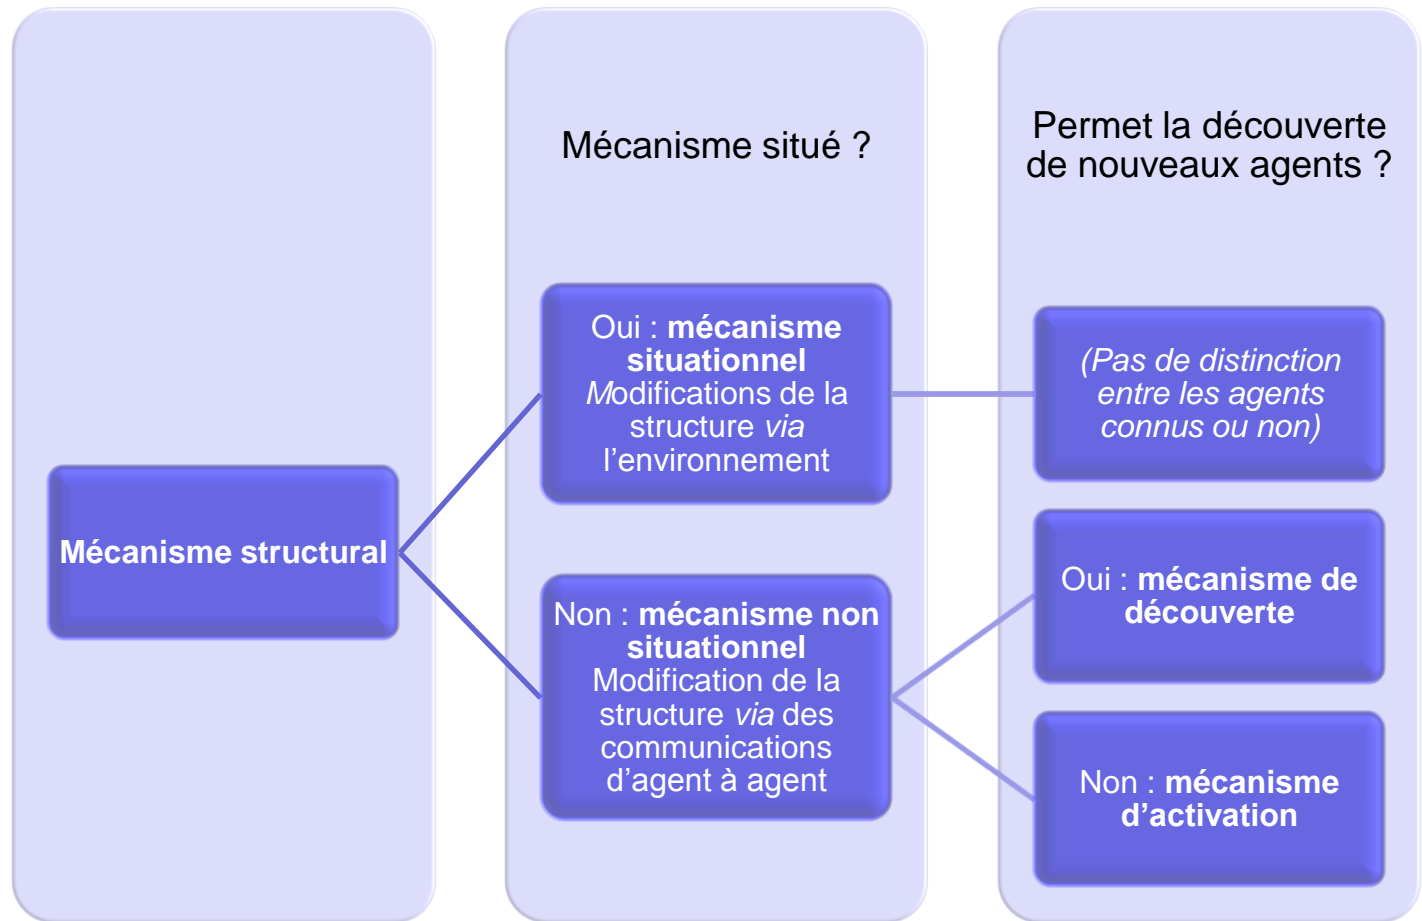 Mécanisme situé ?
Permet la découverte
de nouveaux agents ?
Mécanisme structural
Oui : mécanisme
situationnel
Modifications de la
structure via
l’environnement
Non : mécanisme non
situationnel
Modification de la
structure via des
communications
d’agent à agent
(Pas de distinction
entre les agents
connus ou non)
Oui : mécanisme de
découverte
Non : mécanisme
d’activation